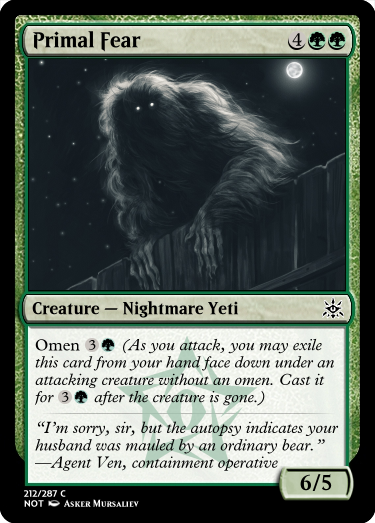 Primal Fear 4
Creature — Nightmare Yeti
Omen 3 (As you attack, you may exile
this card from your hand face down under an
attacking creature without an omen. Cast it
for 3 after the creature is gone.)
“I'm sorry, sir, but the autopsy indicates your
husband was mauled by an ordinary bear.”
—Agent Ven, containment operative
6/5
212/287 C
NOT Asker Mursaliev